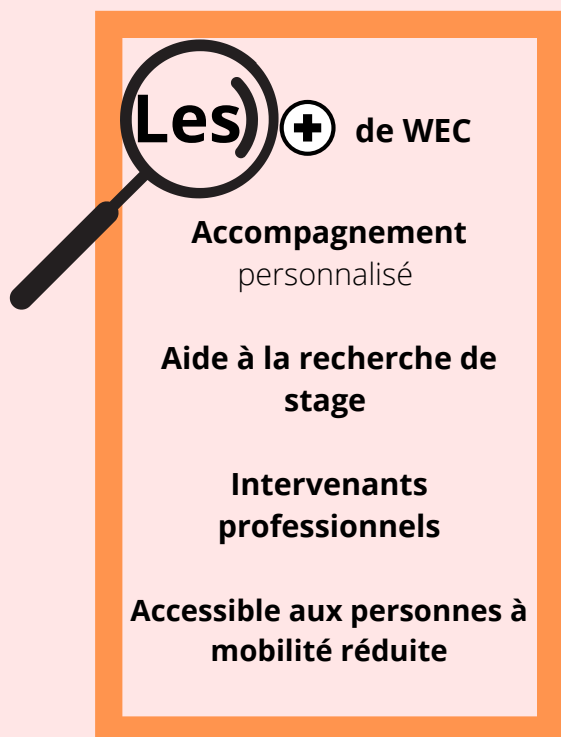 Les + de WEC
Accompagnement
personnalisé
Aide à la recherche de
stage
Intervenants
professionnels
Accessible aux personnes à
mobilité réduite